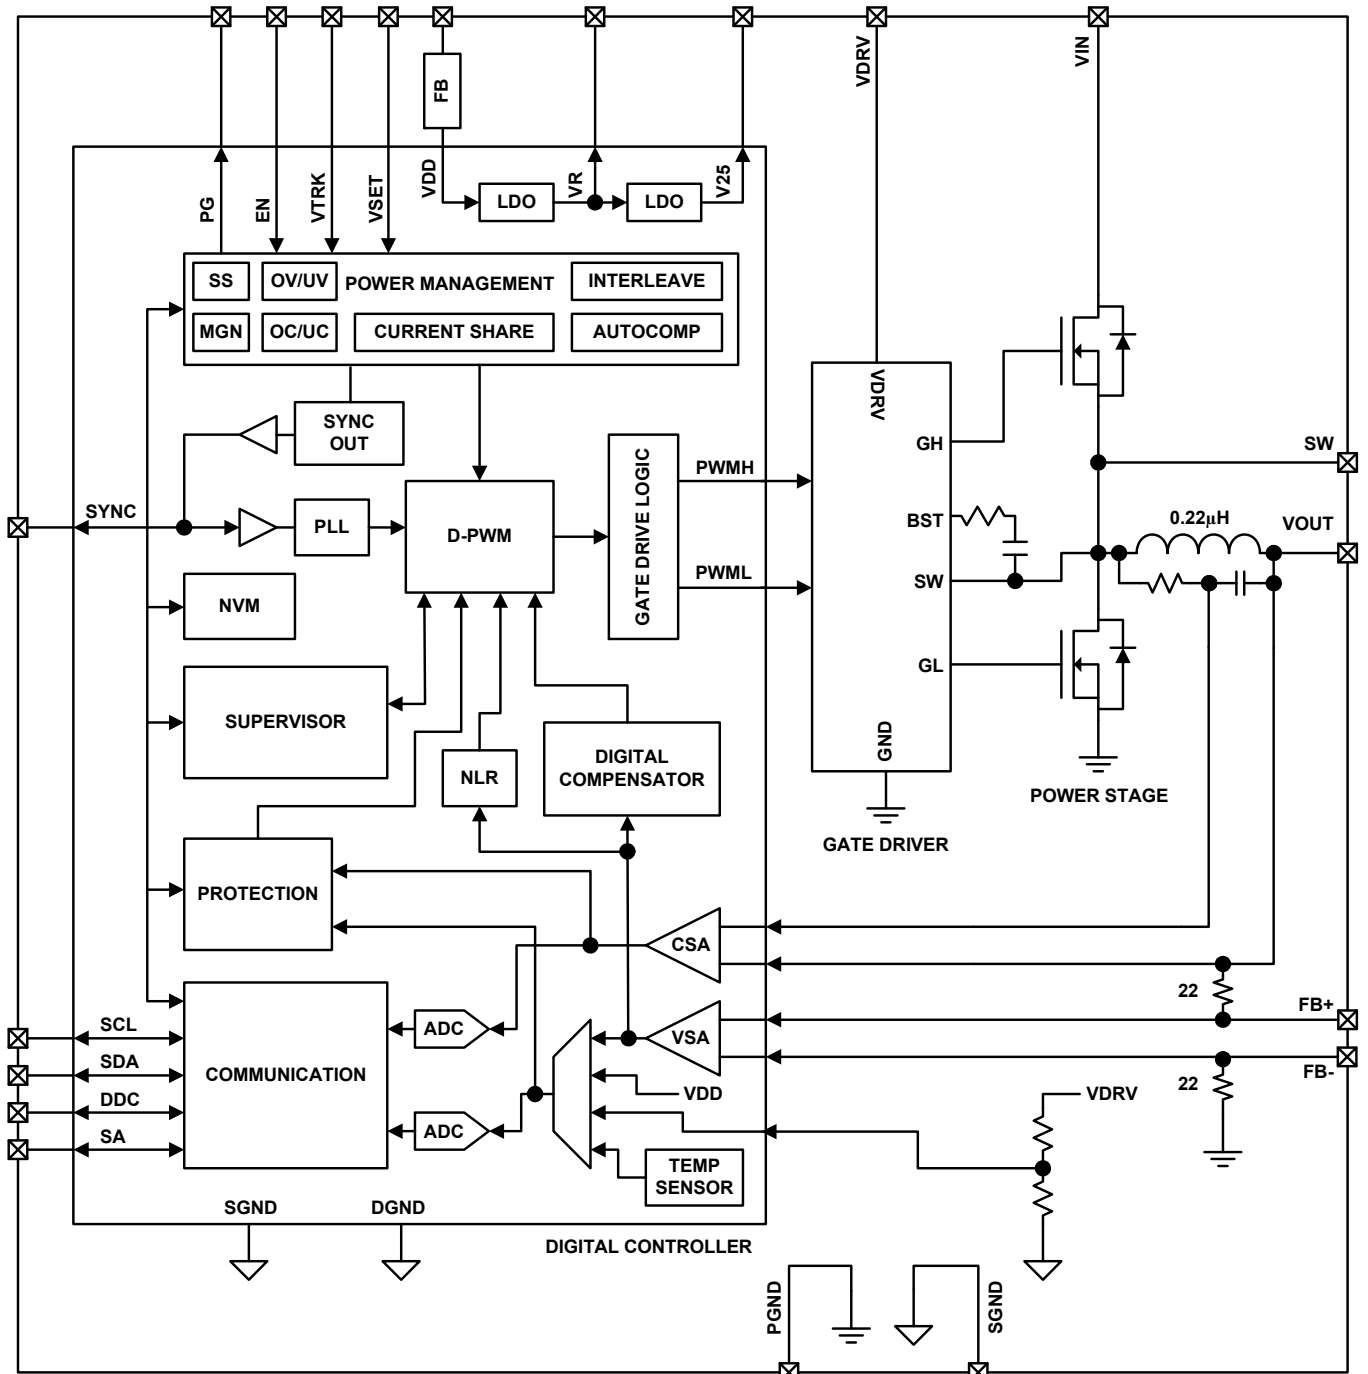 VDRV
VIN
FB
PG
EN
VTRK
VSET
VDD
LDO
VR
LDO
V25
SS
OV/UV
POWER MANAGEMENT
INTERLEAVE
MGN
OC/UC
CURRENT SHARE
AUTOCOMP
SYNC
OUT
SYNC
PLL
D-PWM
GATE DRIVE LOGIC
PWMH
PWML
VDRV
GH
BST
SW
GL
GND
GATE DRIVER
SW
0.22µH
VOUT
POWER STAGE
NVM
SUPERVISOR
NLR
DIGITAL
COMPENSATOR
PROTECTION
CSA
VSA
22
FB+
FB-
22
SCL
SDA
DDC
SA
COMMUNICATION
ADC
ADC
VDD
VDRV
TEMP
SENSOR
SGND
DGND
DIGITAL CONTROLLER
PGND
SGND